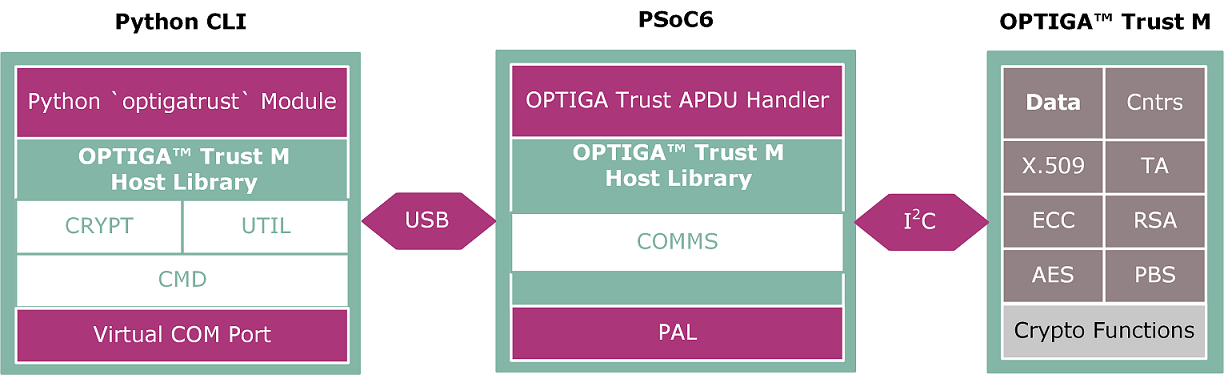 Python CLI
Python `optigatrust` Module
OPTIGA™ Trust M
Host Library
CRYPT
UTIL
CMD
Virtual COM Port
USB
PSoC6
OPTIGA Trust APDU Handler
OPTIGA™ Trust M
Host Library
COMMS
PAL
I²C
OPTIGA™ Trust M
Data
Cntrs
X.509
TA
ECC
RSA
AES
PBS
Crypto Functions